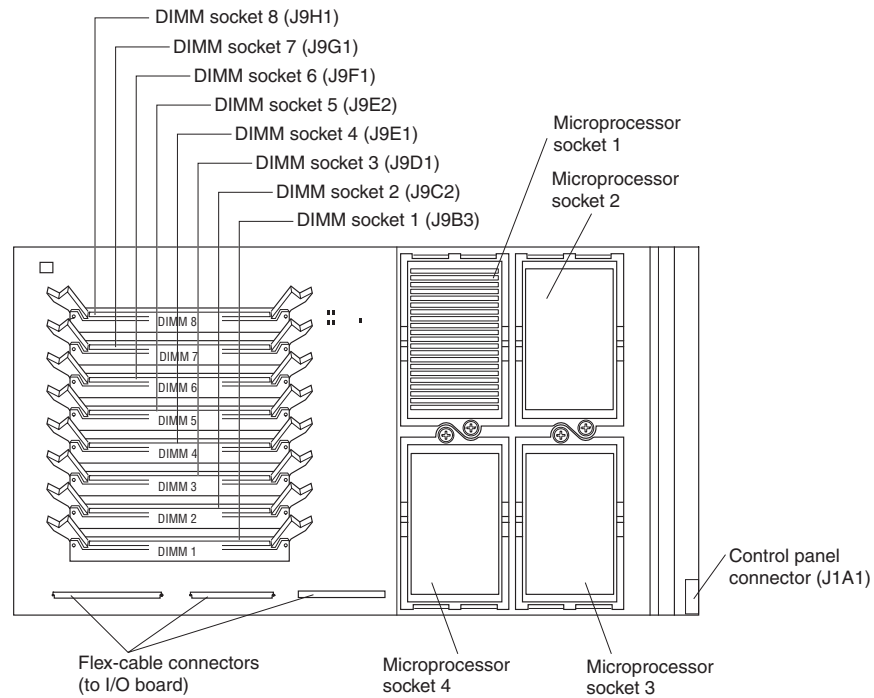 DIMM socket 8 (J9H1)
DIMM socket 7 (J9G1)
DIMM socket 6 (J9F1)
DIMM socket 5 (J9E2)
DIMM socket 4 (J9E1)
DIMM socket 3 (J9D1)
DIMM socket 2 (J9C2)
DIMM socket 1 (J9B3)
Microprocessor
socket 1
Microprocessor
socket 2
DIMM 8
DIMM 7
DIMM 6
DIMM 5
DIMM 4
DIMM 3
DIMM 2
DIMM 1
Control panel
connector (J1A1)
Flex-cable connectors
(to I/O board)
Microprocessor
socket 4
Microprocessor
socket 3